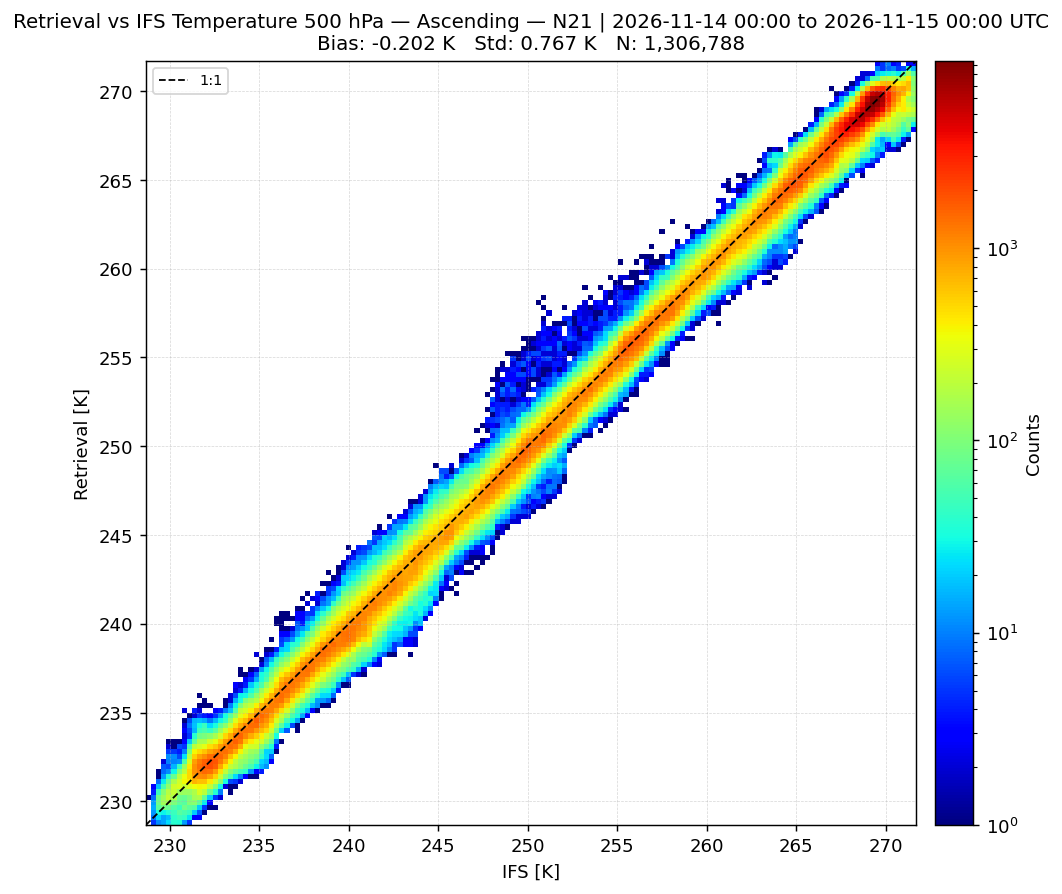 Retrieval vs IFS Temperature 500 hPa — Ascending — N21 | 2026-11-14 00:00 to 2026-11-15 00:00 UTC
Bias: -0.202 K   Std: 0.767 K   N: 1,306,788
1:1
270
265
260
255
250
245
240
235
230
Retrieval [K]
230 235 240 245 250 255 260 265 270
IFS [K]
10³
10²
10¹
10⁰
Counts